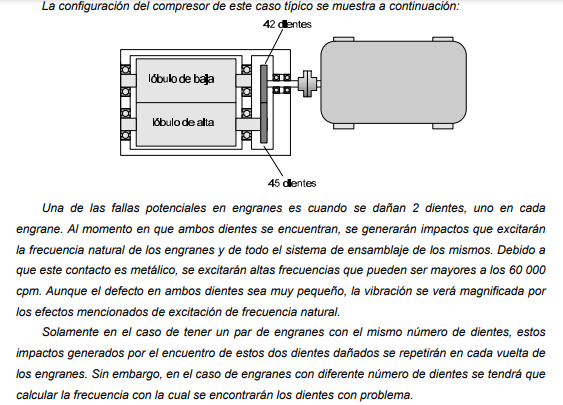 La configuración del compresor de este caso típico se muestra a continuación:
42 dientes
lóbulo de baja
lóbulo de alta
45 dientes
Una de las fallas potenciales en engranes es cuando se dañan 2 dientes, uno en cada
engrane. Al momento en que ambos dientes se encuentran, se generarán impactos que excitarán
la frecuencia natural de los engranes y de todo el sistema de ensamblaje de los mismos. Debido a
que este contacto es metálico, se excitarán altas frecuencias que pueden ser mayores a los 60 000
cpm. Aunque el defecto en ambos dientes sea muy pequeño, la vibración se verá magnificada por
los efectos mencionados de excitación de frecuencia natural.
Solamente en el caso de tener un par de engranes con el mismo número de dientes, estos
impactos generados por el encuentro de estos dos dientes dañados se repetirán en cada vuelta de
los engranes. Sin embargo, en el caso de engranes con diferente número de dientes se tendrá que
calcular la frecuencia con la cual se encontrarán los dientes con problema.